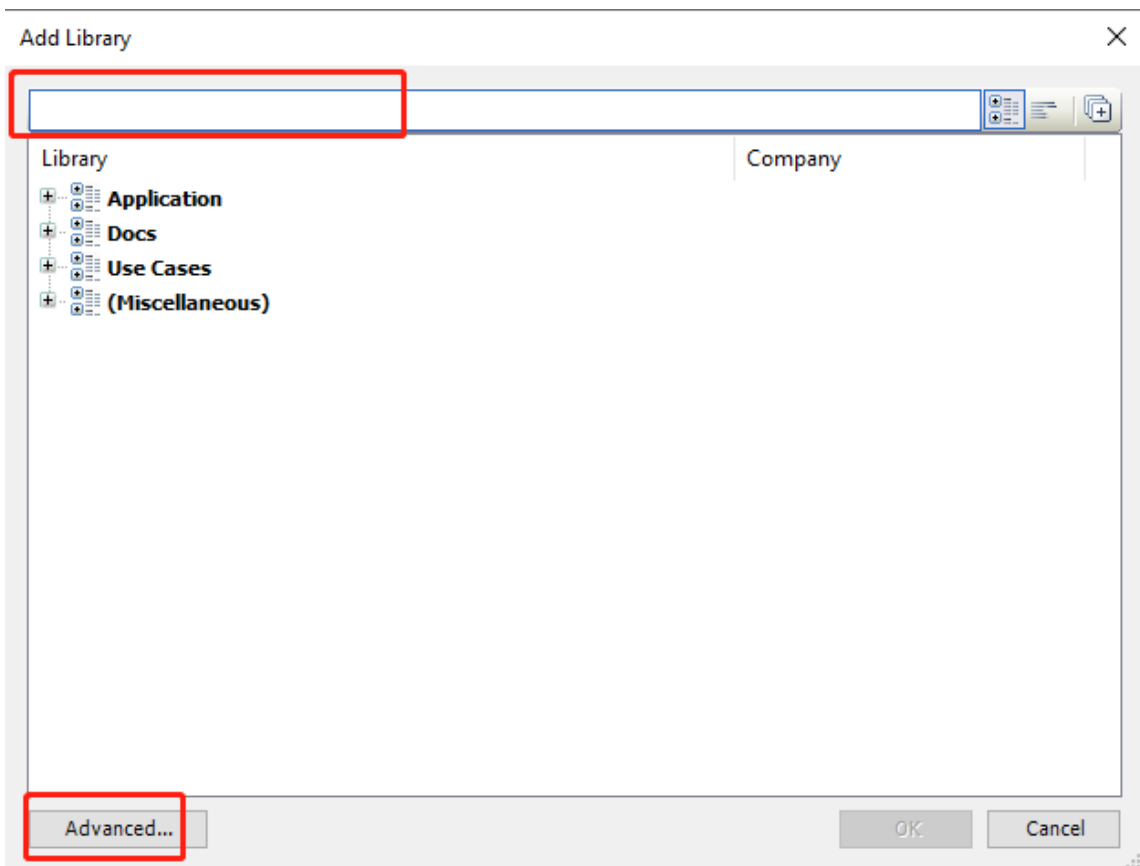 Add Library
Library Company
Application
Docs
Use Cases
(Miscellaneous)
Advanced... OK Cancel